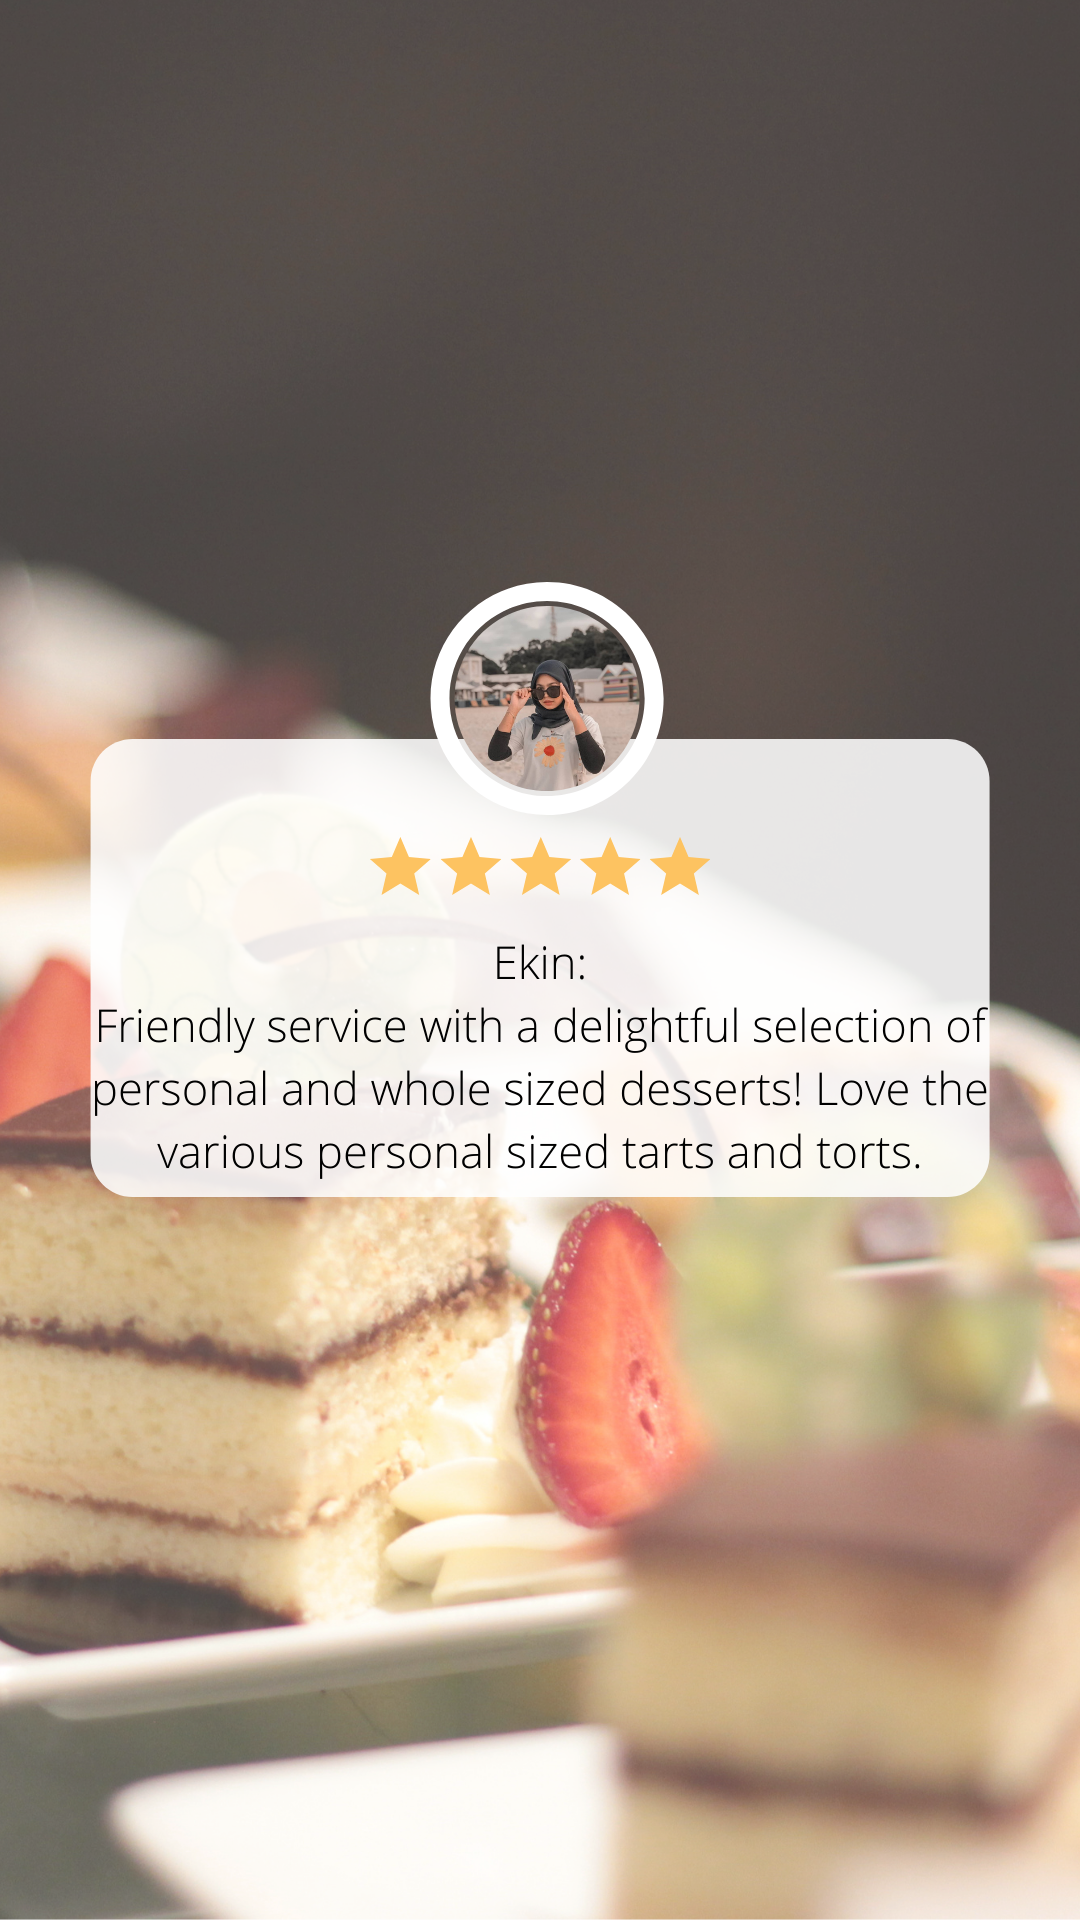 Ekin:
Friendly service with a delightful selection of
personal and whole sized desserts! Love the
various personal sized tarts and torts.